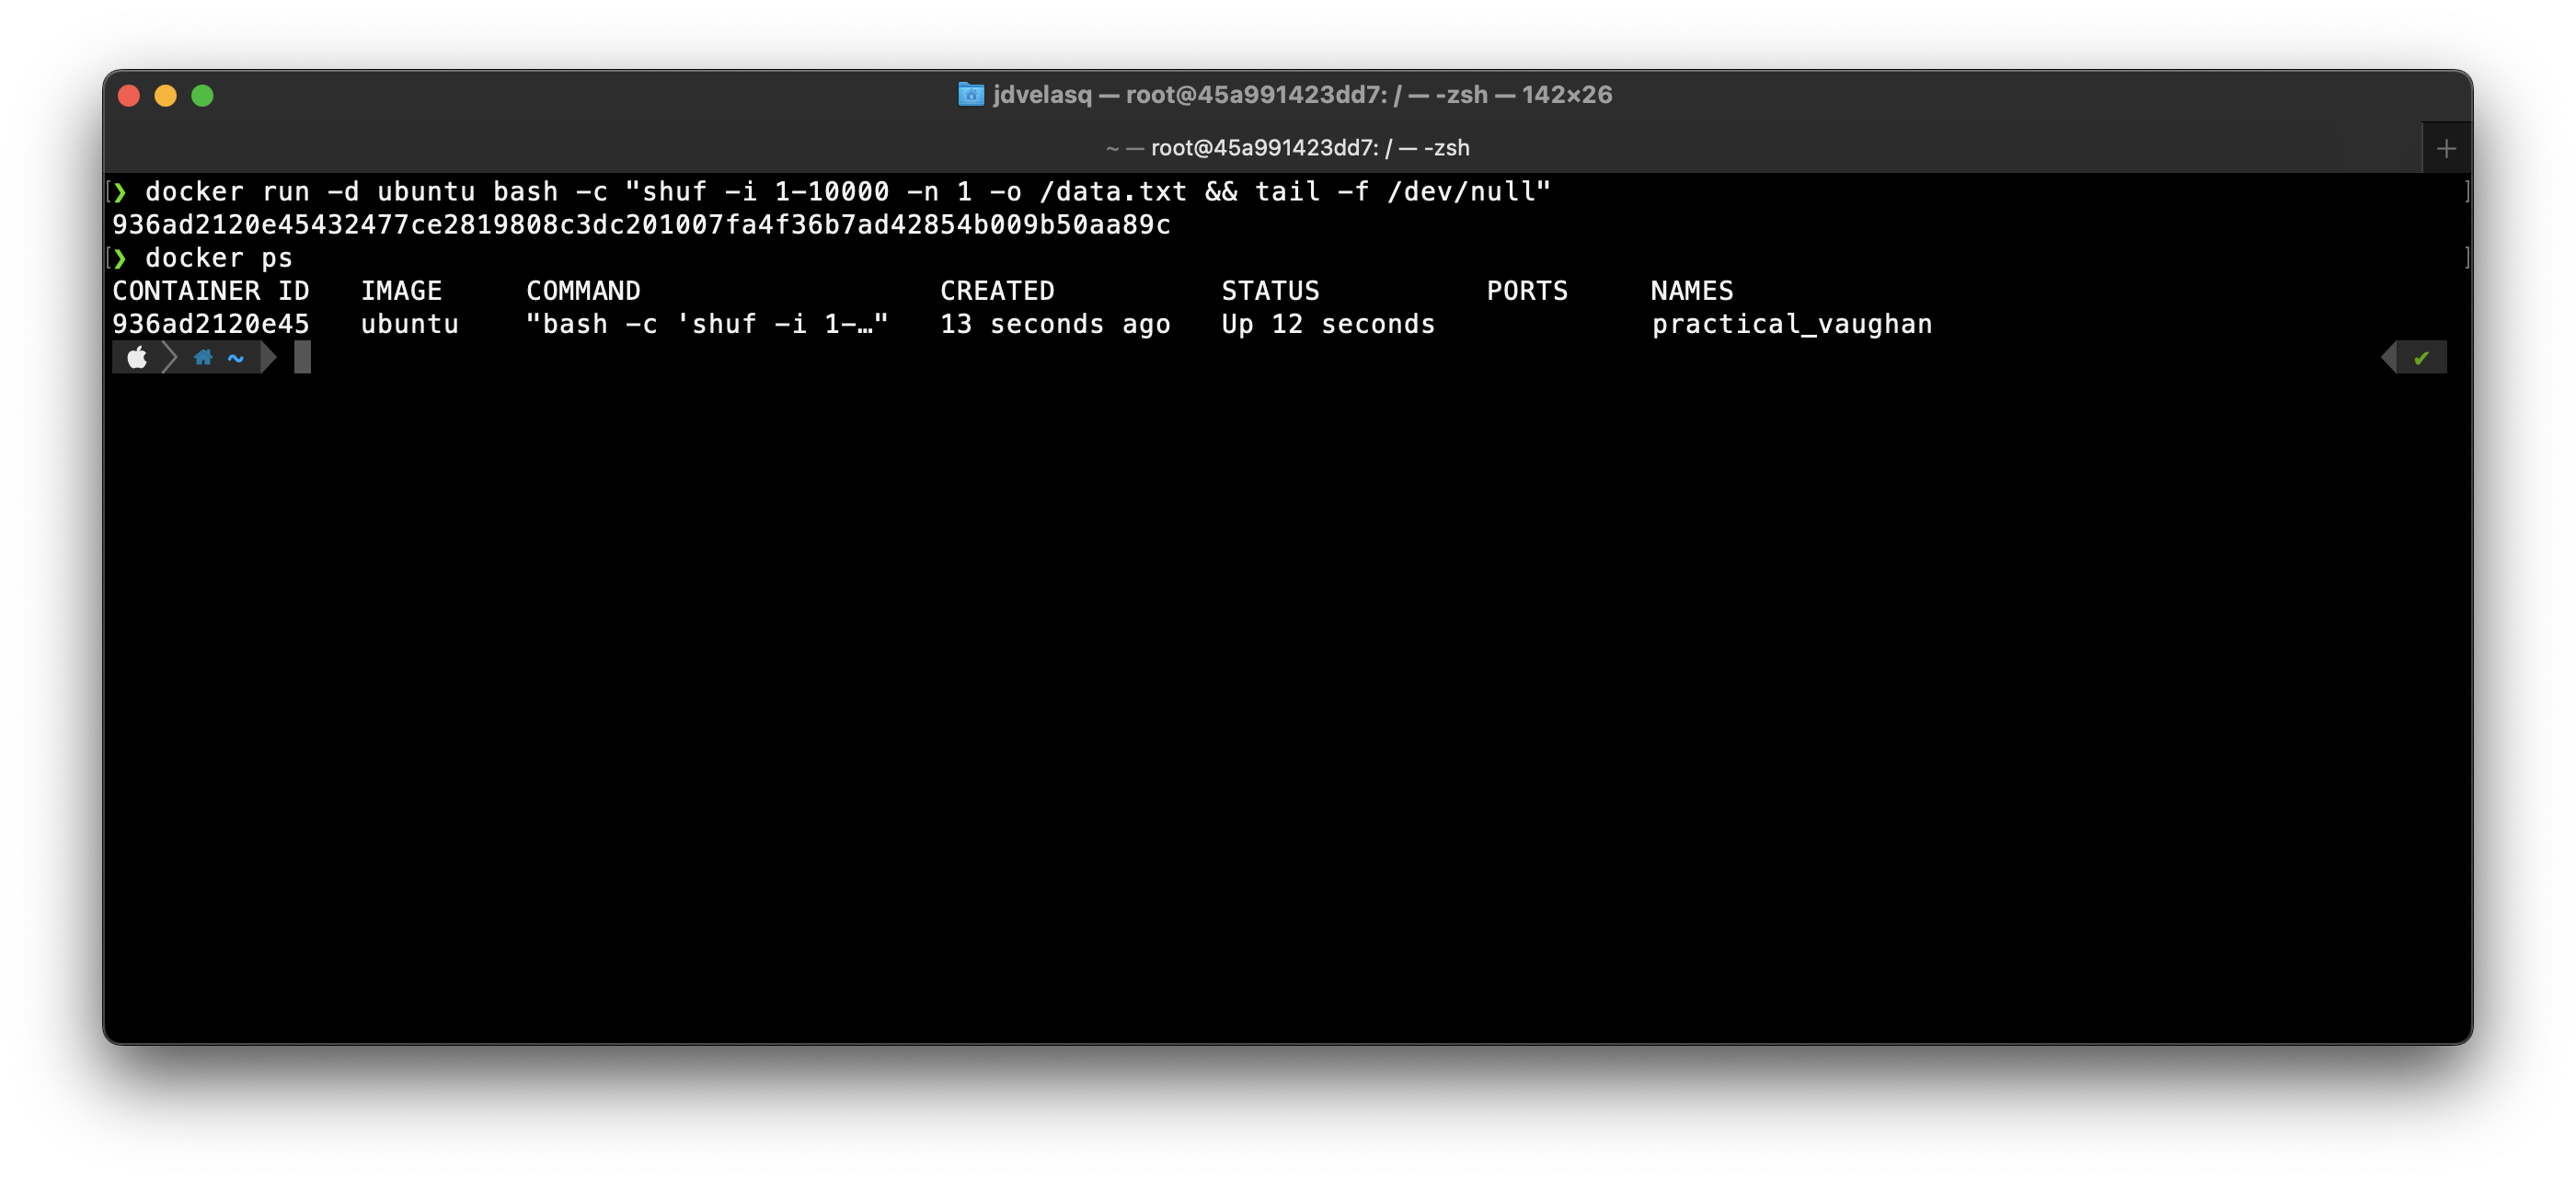 jdvelasq — root@45a991423dd7: / — -zsh — 142×26
~ — root@45a991423dd7: / — -zsh
❯ docker run -d ubuntu bash -c "shuf -i 1-10000 -n 1 -o /data.txt && tail -f /dev/null"
936ad2120e45432477ce2819808c3dc201007fa4f36b7ad42854b009b50aa89c
❯ docker ps
CONTAINER ID   IMAGE     COMMAND                  CREATED          STATUS          PORTS     NAMES
936ad2120e45   ubuntu    "bash -c 'shuf -i 1-…"   13 seconds ago   Up 12 seconds             practical_vaughan
~ ✔